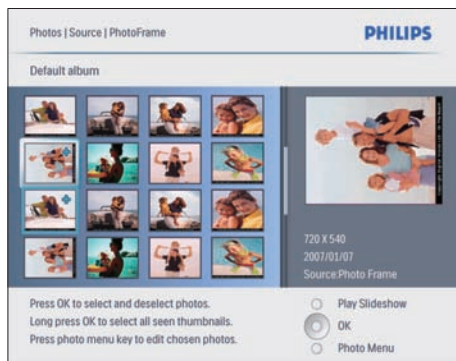 Photos | Source | PhotoFrame
PHILIPS
Default album
720 X 540
2007/01/07
Source:Photo Frame
Press OK to select and deselect photos.
Long press OK to select all seen thumbnails.
Press photo menu key to edit chosen photos.
Play Slideshow
OK
Photo Menu